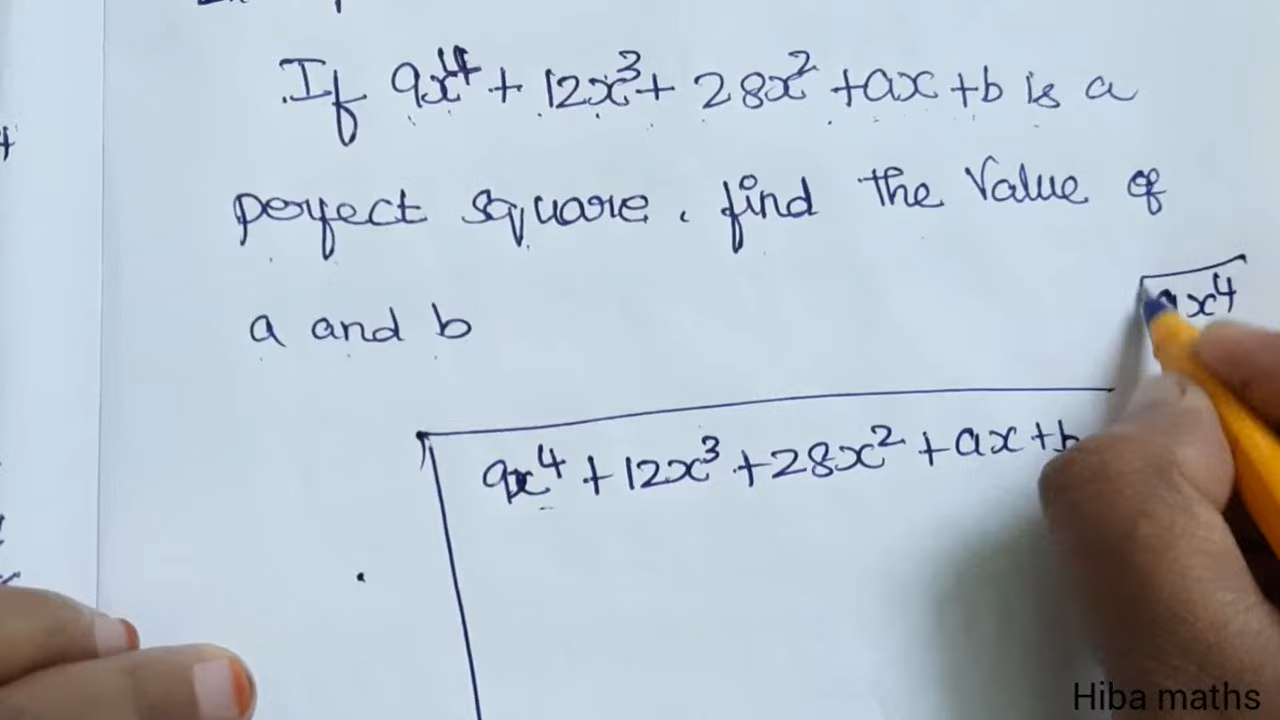 If 9x⁴ + 12x³ + 28x² + ax + b is a
perfect square. find the Value of
a and b
x⁴
9x⁴ + 12x³ + 28x² + ax + b
Hiba maths